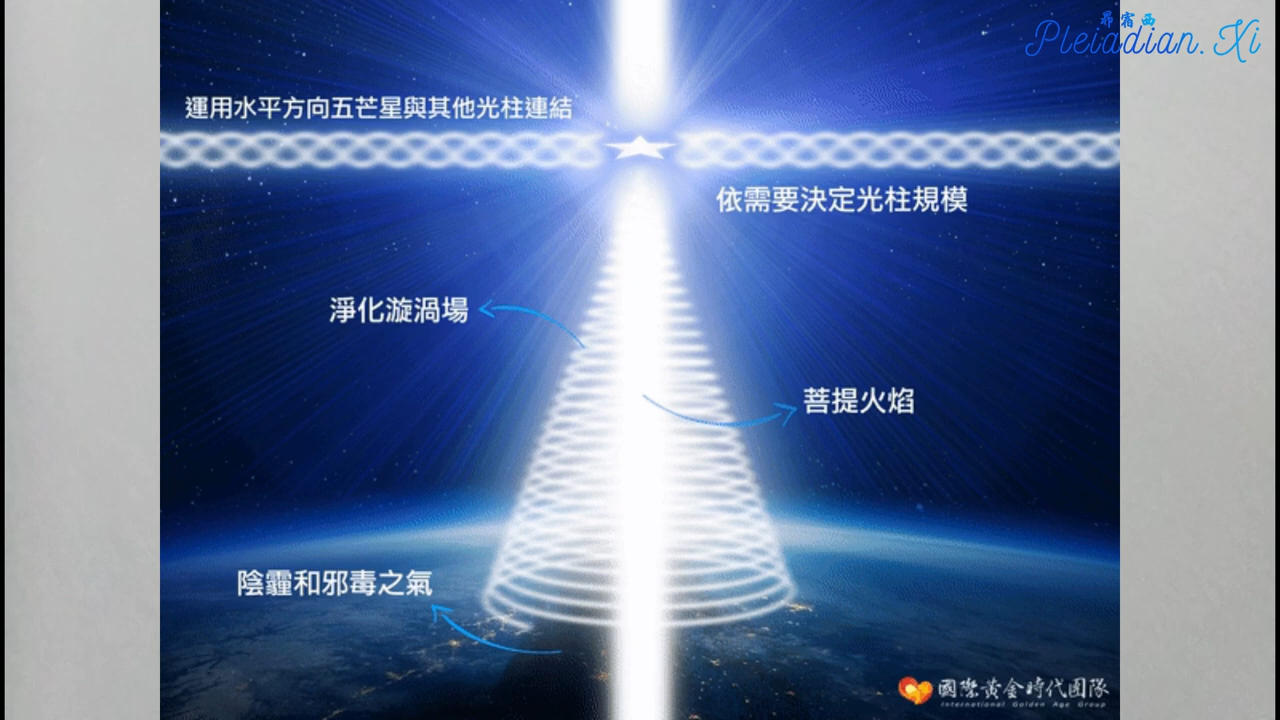 昴宿西
Pleiadian.Xi
運用水平方向五芒星與其他光柱連結
依需要決定光柱規模
淨化漩渦場
菩提火焰
陰霾和邪毒之氣
國際黃金時代團隊
International Golden Age Group